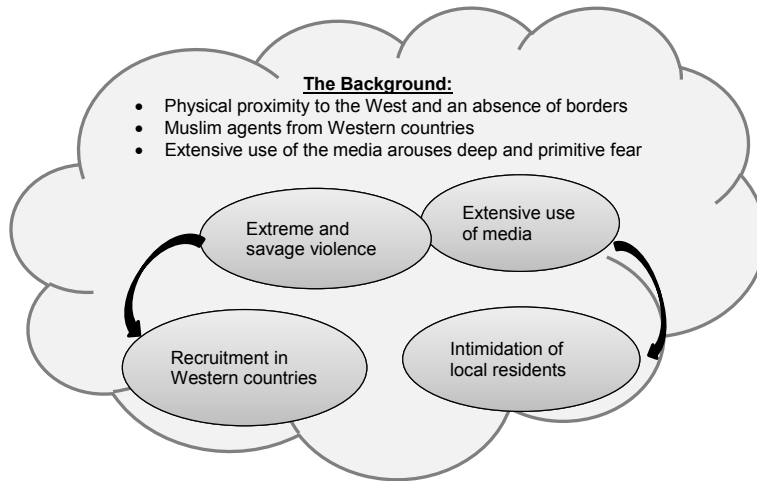 The Background:
• Physical proximity to the West and an absence of borders
• Muslim agents from Western countries
• Extensive use of the media arouses deep and primitive fear
Extreme and
savage violence
Extensive use
of media
Recruitment in
Western countries
Intimidation of
local residents